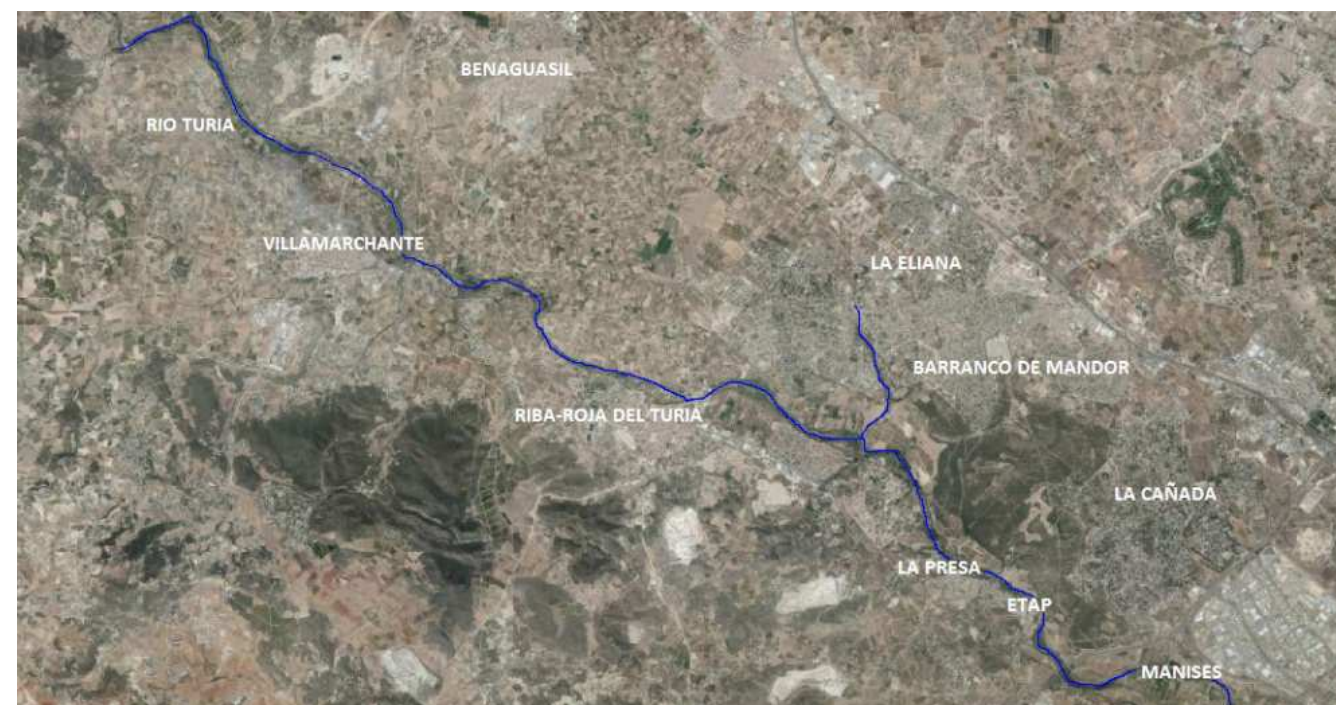 BENAGUASIL
RIO TURIA
VILLAMARCHANTE
LA ELIANA
BARRANCO DE MANDOR
RIBA-ROJA DEL TURIA
LA CAÑADA
LA PRESA
ETAP
MANISES